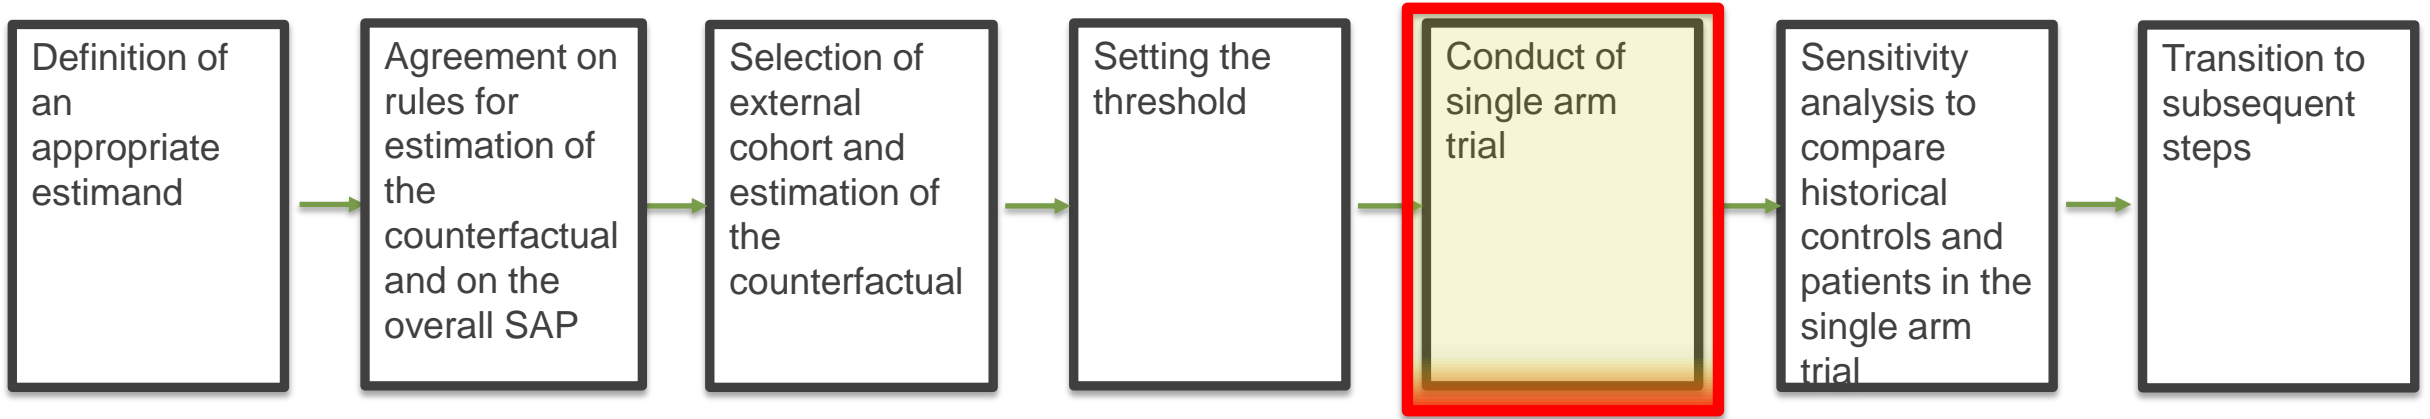 Definition of
an
appropriate
estimand
Agreement on
rules for
estimation of
the
counterfactual
and on the
overall SAP
Selection of
external
cohort and
estimation of
the
counterfactual
Setting the
threshold
Conduct of
single arm
trial
Sensitivity
analysis to
compare
historical
controls and
patients in the
single arm
trial
Transition to
subsequent
steps